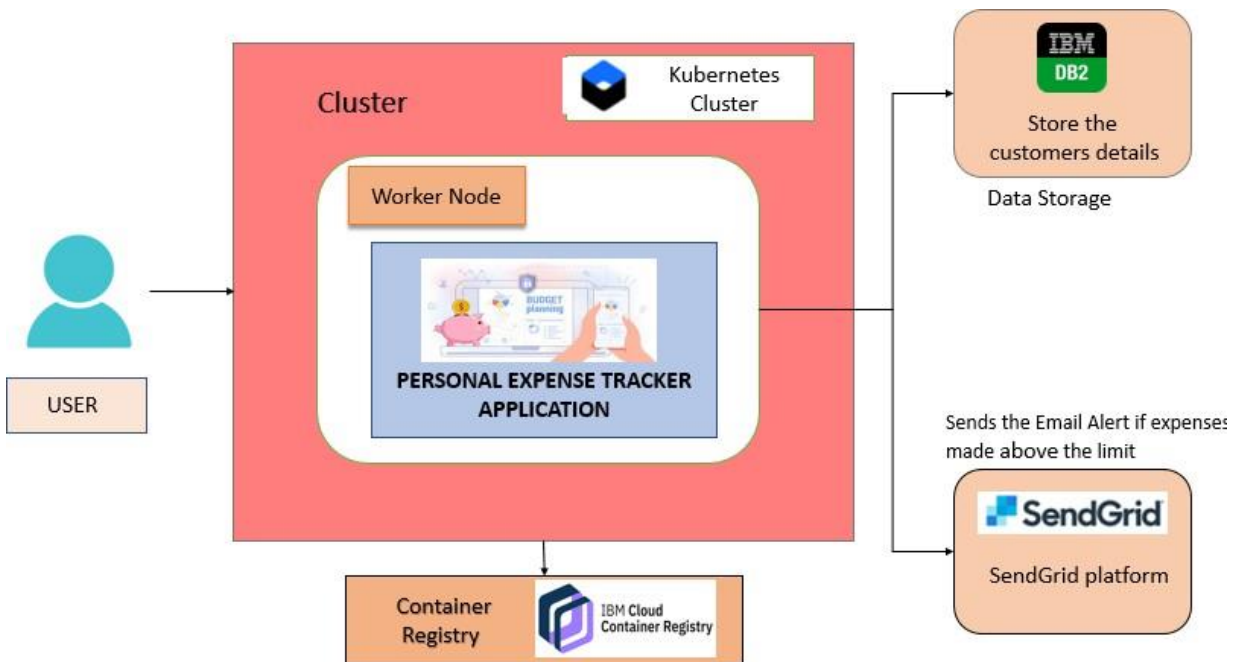 Cluster
Kubernetes
Cluster
Worker Node
BUDGET
planning
PERSONAL EXPENSE TRACKER
APPLICATION
USER
Container
Registry
IBM Cloud
Container Registry
IBM
DB2
Store the
customers details
Data Storage
Sends the Email Alert if expenses
made above the limit
SendGrid
SendGrid platform